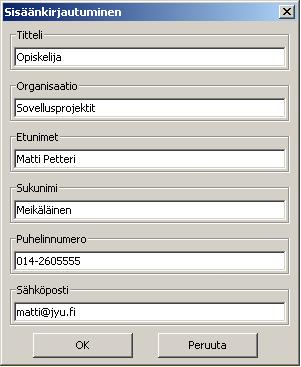 Sisäänkirjautuminen
Titteli
Opiskelija
Organisaatio
Sovellusprojektit
Etunimet
Matti Petteri
Sukunimi
Meikäläinen
Puhelinnumero
014-2605555
Sähköposti
matti@jyu.fi
OK Peruuta